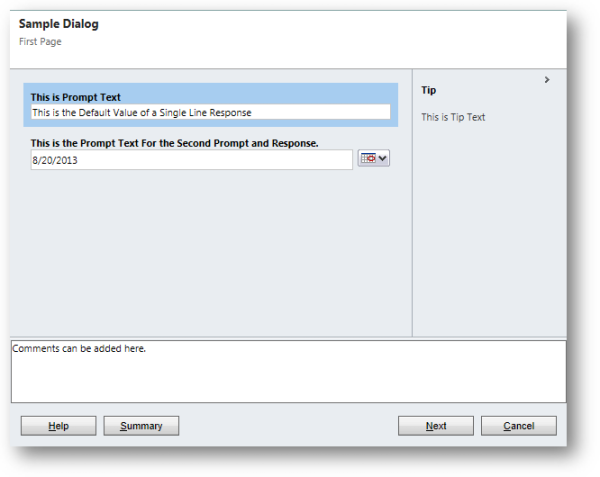 Sample Dialog
First Page
This is Prompt Text
This is the Default Value of a Single Line Response
This is the Prompt Text For the Second Prompt and Response.
8/20/2013
Tip
This is Tip Text
Comments can be added here.
Help
Summary
Next
Cancel